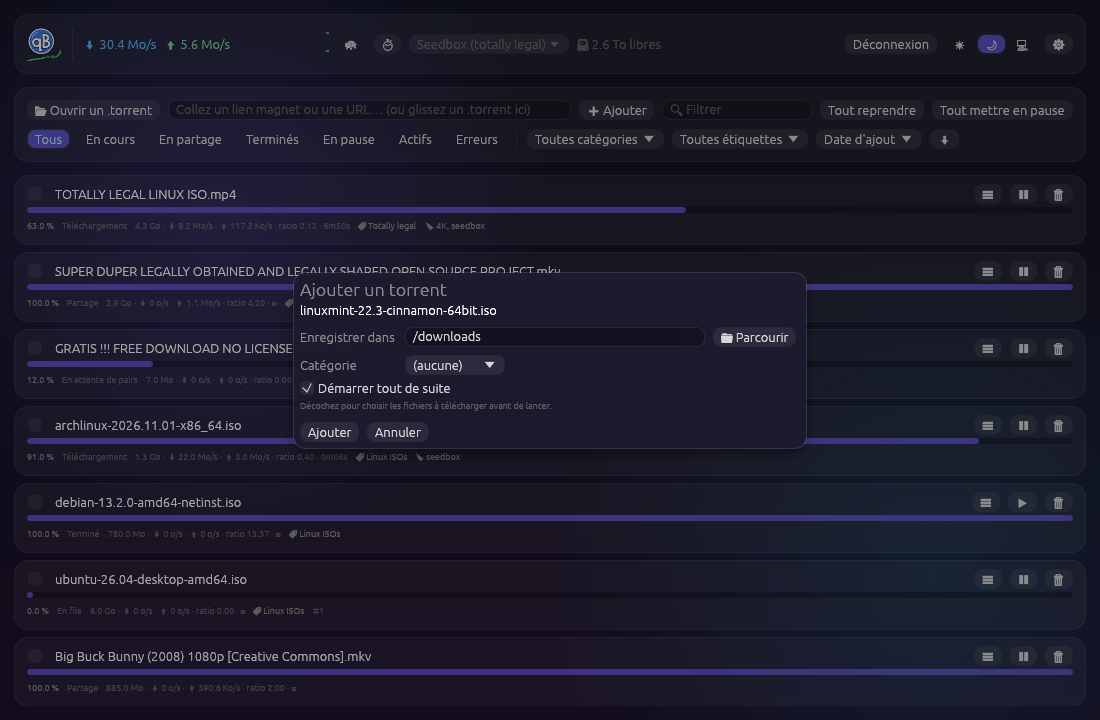 qB 30.4 Mo/s 5.6 Mo/s Seedbox (totally legal) 2.6 To libres Déconnexion
Ouvrir un .torrent Collez un lien magnet ou une URL… (ou glissez un .torrent ici) Ajouter Filtrer Tout reprendre Tout mettre en pause
Tous En cours En partage Terminés En pause Actifs Erreurs Toutes catégories Toutes étiquettes Date d'ajout
TOTALLY LEGAL LINUX ISO.mp4
63.0 % Téléchargement 4.3 Go · 8.2 Mo/s · 117.2 Ko/s · ratio 0.12 · 6m50s Totally legal 4K, seedbox
SUPER DUPER LEGALLY OBTAINED AND LEGALLY SHARED OPEN SOURCE PROJECT.mkv
100.0 % Partage 2.9 Go · 0 o/s · 1.1 Mo/s · ratio 4.20 · ∞
Ajouter un torrent
linuxmint-22.3-cinnamon-64bit.iso
Enregistrer dans /downloads Parcourir
Catégorie (aucune)
Démarrer tout de suite
Décochez pour choisir les fichiers à télécharger avant de lancer.
Ajouter Annuler
GRATIS !!! FREE DOWNLOAD NO LICENSE
12.0 % En attente de pairs 7.0 Mo · 0 o/s · 0 o/s · ratio 0.00
archlinux-2026.11.01-x86_64.iso
91.0 % Téléchargement 1.3 Go · 22.0 Mo/s · 3.0 Mo/s · ratio 0.40 · 0m06s Linux ISOs seedbox
debian-13.2.0-amd64-netinst.iso
100.0 % Terminé 780.0 Mo · 0 o/s · 0 o/s · ratio 13.37 · ∞ Linux ISOs
ubuntu-26.04-desktop-amd64.iso
0.0 % En file 6.0 Go · 0 o/s · 0 o/s · ratio 0.00 · ∞ Linux ISOs #1
Big Buck Bunny (2008) 1080p [Creative Commons].mkv
100.0 % Partage 885.0 Mo · 0 o/s · 390.6 Ko/s · ratio 2.00 · ∞